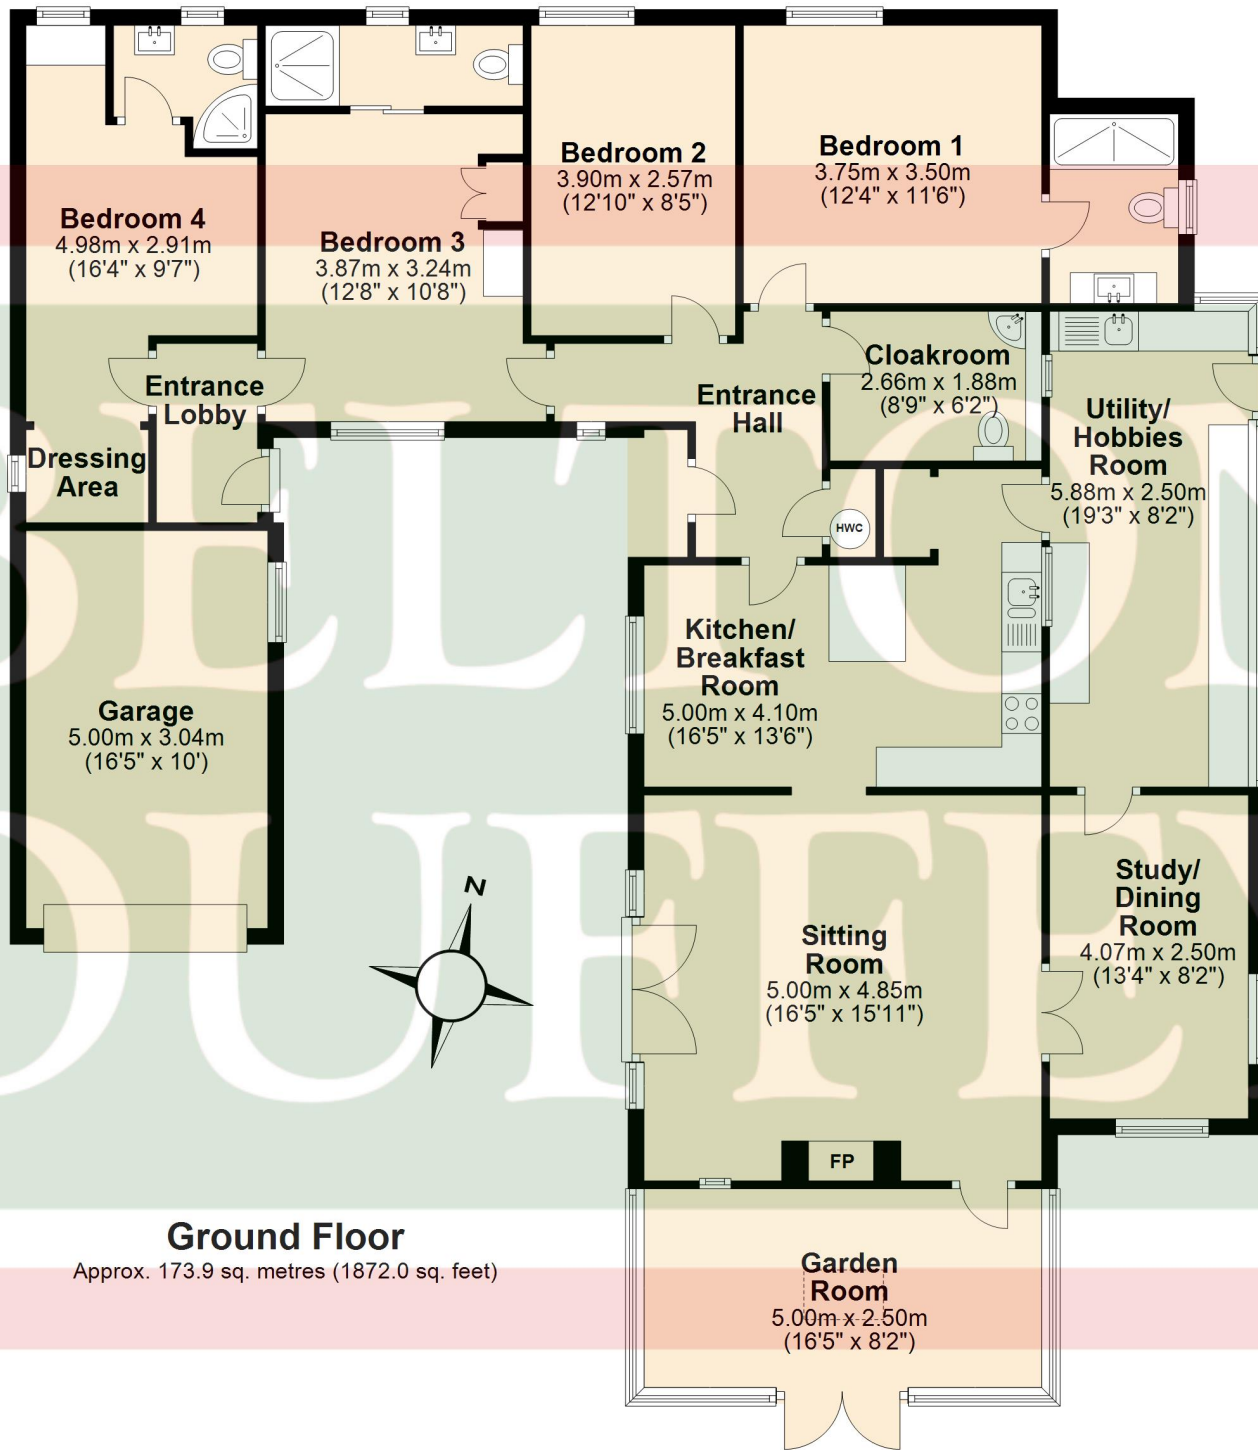 Bedroom 1
3.75m x 3.50m
(12'4" x 11'6")
Bedroom 2
3.90m x 2.57m
(12'10" x 8'5")
Bedroom 4
4.98m x 2.91m
(16'4" x 9'7")
Bedroom 3
3.87m x 3.24m
(12'8" x 10'8")
Cloakroom
2.66m x 1.88m
(8'9" x 6'2")
Entrance
Lobby
Entrance
Hall
Utility/
Hobbies
Room
5.88m x 2.50m
(19'3" x 8'2")
Dressing
Area
HWC
Kitchen/
Breakfast
Room
5.00m x 4.10m
(16'5" x 13'6")
Garage
5.00m x 3.04m
(16'5" x 10')
BELTON
DUFFEY
N
Study/
Dining
Room
4.07m x 2.50m
(13'4" x 8'2")
Sitting
Room
5.00m x 4.85m
(16'5" x 15'11")
FP
Ground Floor
Approx. 173.9 sq. metres (1872.0 sq. feet)
Garden
Room
5.00m x 2.50m
(16'5" x 8'2")